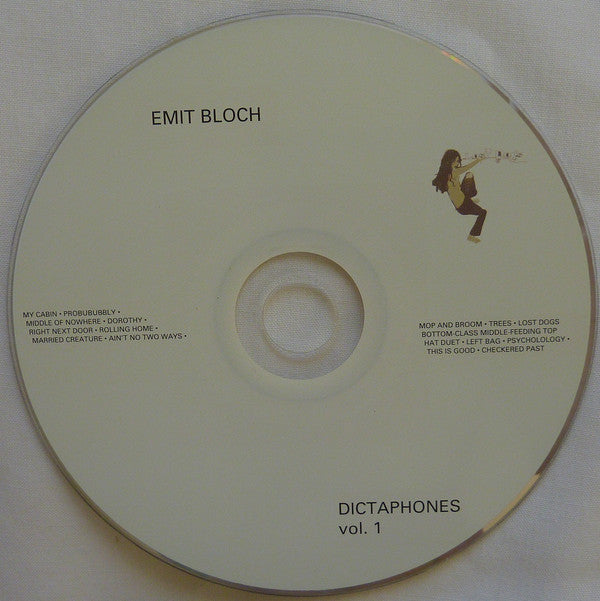 EMIT BLOCH
MY CABIN • PROBUBUBBLY •
MIDDLE OF NOWHERE • DOROTHY •
RIGHT NEXT DOOR • ROLLING HOME •
MARRIED CREATURE • AIN'T NO TWO WAYS •
MOP AND BROOM • TREES • LOST DOGS
BOTTOM-CLASS MIDDLE-FEEDING TOP
HAT DUET • LEFT BAG • PSYCHOLOLOGY •
THIS IS GOOD • CHECKERED PAST
DICTAPHONES
vol. 1